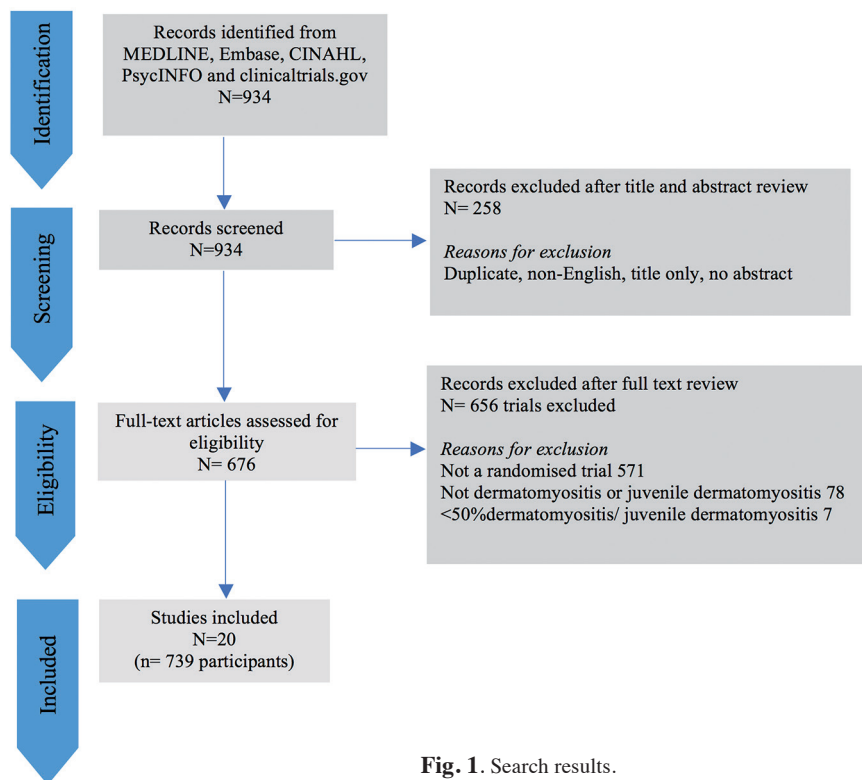 Identification
Records identified from
MEDLINE, Embase, CINAHL,
PsycINFO and clinicaltrials.gov
N=934
Screening
Records screened
N=934
Records excluded after title and abstract review
N= 258
Reasons for exclusion
Duplicate, non-English, title only, no abstract
Eligibility
Full-text articles assessed for
eligibility
N= 676
Records excluded after full text review
N= 656 trials excluded
Reasons for exclusion
Not a randomised trial 571
Not dermatomyositis or juvenile dermatomyositis 78
<50%dermatomyositis/ juvenile dermatomyositis 7
Included
Studies included
N=20
(n= 739 participants)
Fig. 1. Search results.